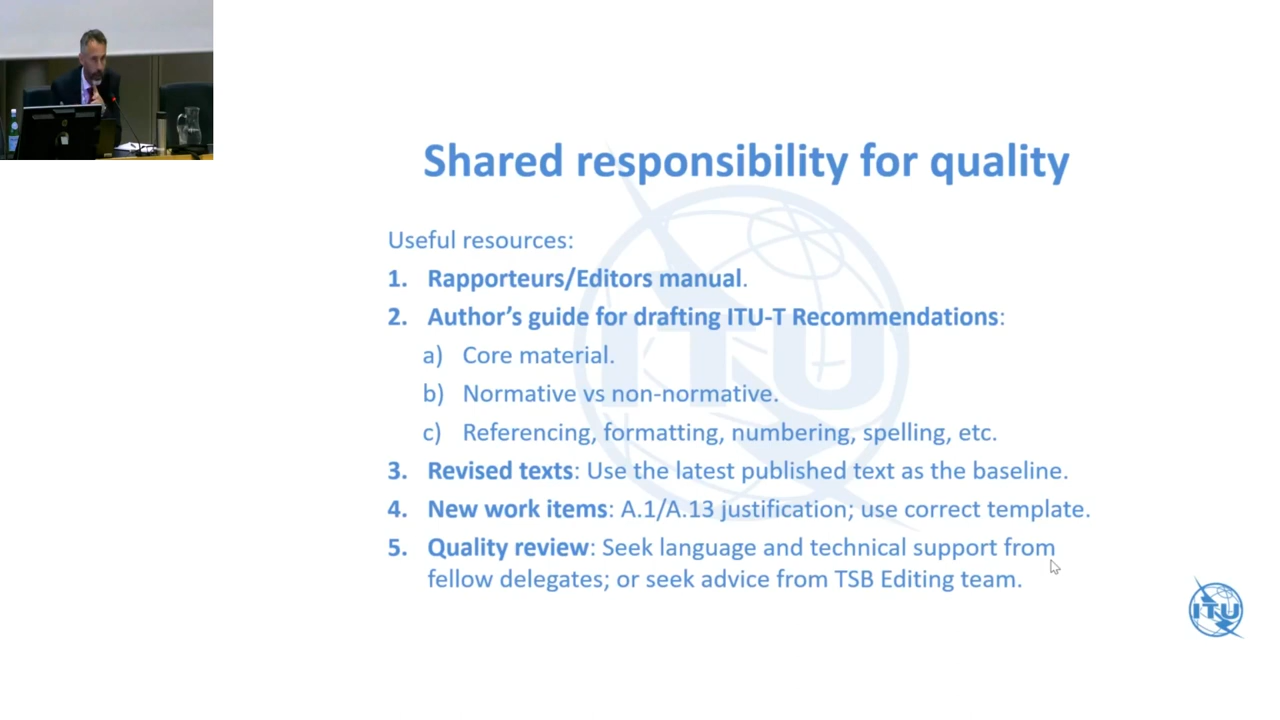 Shared responsibility for quality
Useful resources:
1. Rapporteurs/Editors manual.
2. Author's guide for drafting ITU-T Recommendations:
a) Core material.
b) Normative vs non-normative.
c) Referencing, formatting, numbering, spelling, etc.
3. Revised texts: Use the latest published text as the baseline.
4. New work items: A.1/A.13 justification; use correct template.
5. Quality review: Seek language and technical support from
fellow delegates; or seek advice from TSB Editing team.
ITU
ITU